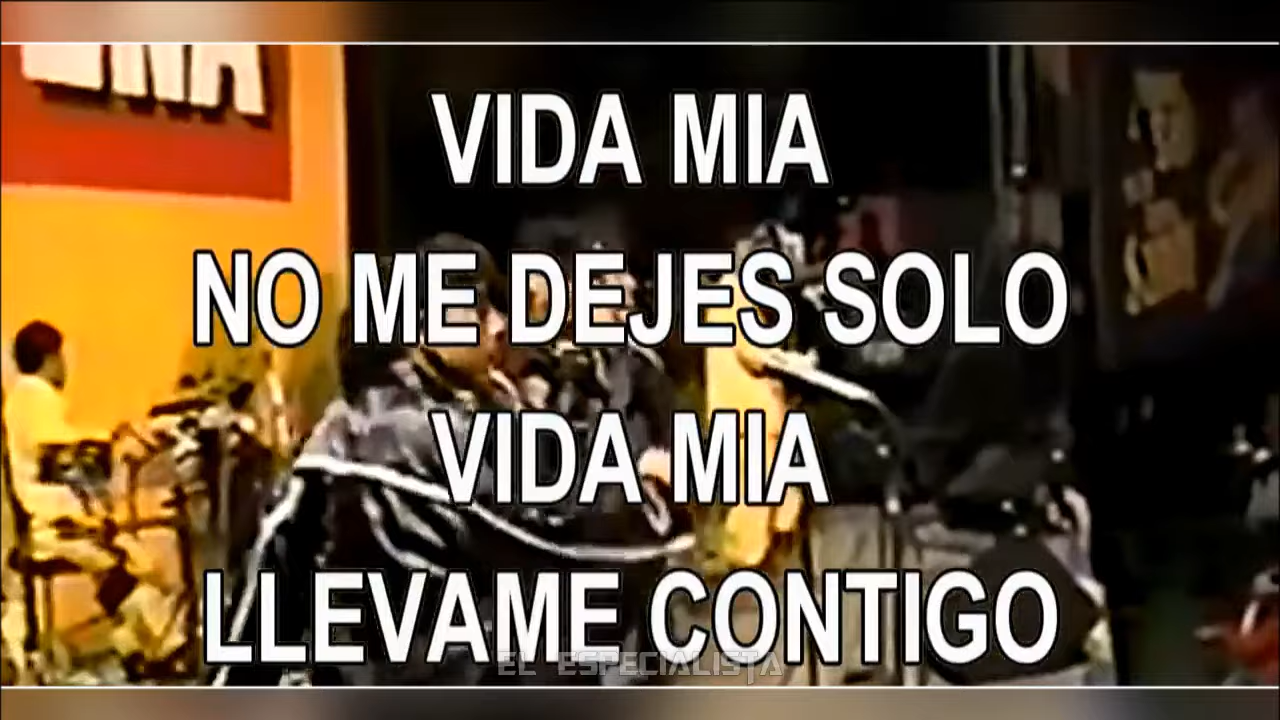 VIDA MIA
NO ME DEJES SOLO
VIDA MIA
LLEVAME CONTIGO
EL ESPECIALISTA